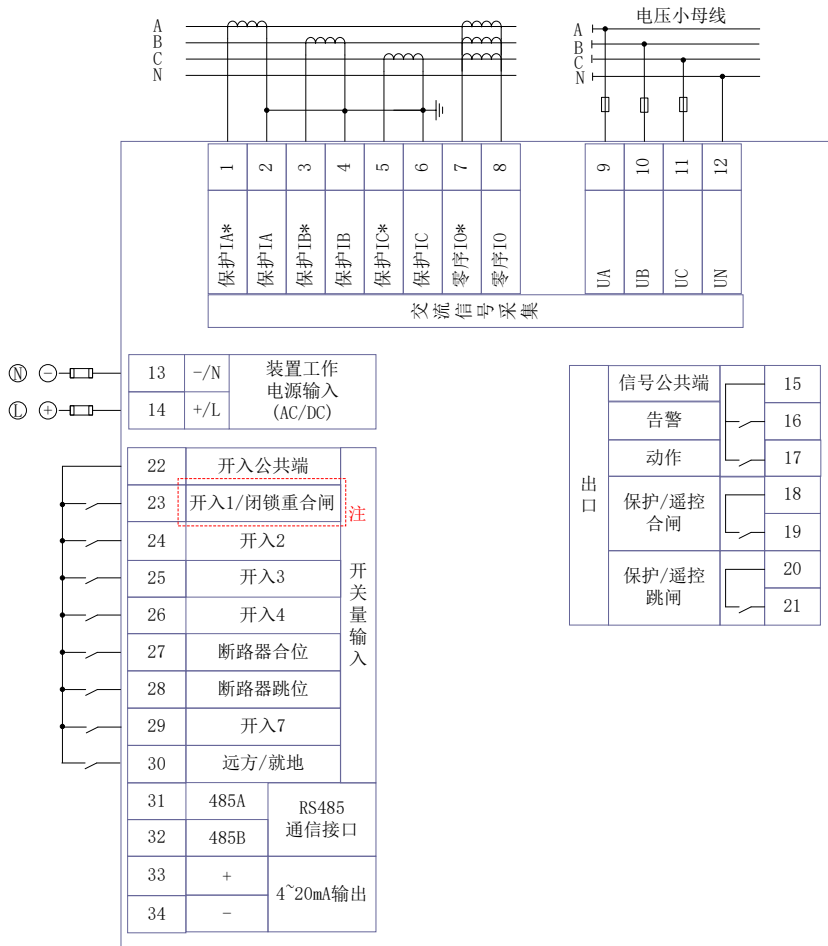 A
B
C
N
电压小母线
A
B
C
N
1
2
3
4
5
6
7
8
保护IA*
保护IA
保护IB*
保护IB
保护IC*
保护IC
零序IO*
零序IO
9
10
11
12
UA
UB
UC
UN
交流信号采集
N - 13 -/N
L + 14 +/L
装置工作
电源输入
(AC/DC)
22 开入公共端
23 开入1/闭锁重合闸
注
24 开入2
25 开入3
26 开入4
27 断路器合位
28 断路器跳位
29 开入7
30 远方/就地
开关量输入
31 485A
32 485B
RS485
通信接口
33 +
34 -
4~20mA输出
出口
信号公共端 15
告警 16
动作 17
保护/遥控
合闸
18
19
保护/遥控
跳闸
20
21